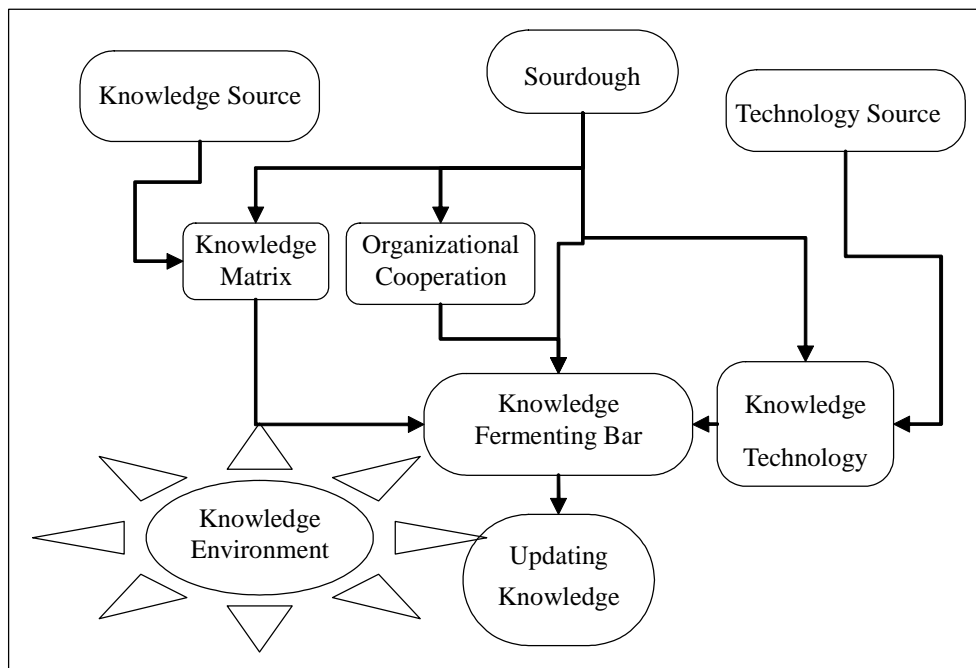 Knowledge Source
Sourdough
Technology Source
Knowledge
Matrix
Organizational
Cooperation
Knowledge
Fermenting Bar
Knowledge
Technology
Knowledge
Environment
Updating
Knowledge